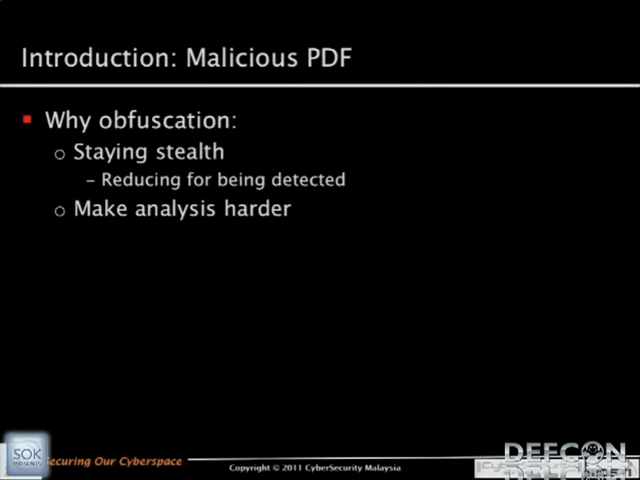 Introduction: Malicious PDF
Why obfuscation:
Staying stealth
– Reducing for being detected
Make analysis harder
SOK
Securing Our Cyberspace
Copyright © 2011 CyberSecurity Malaysia
DEFCON